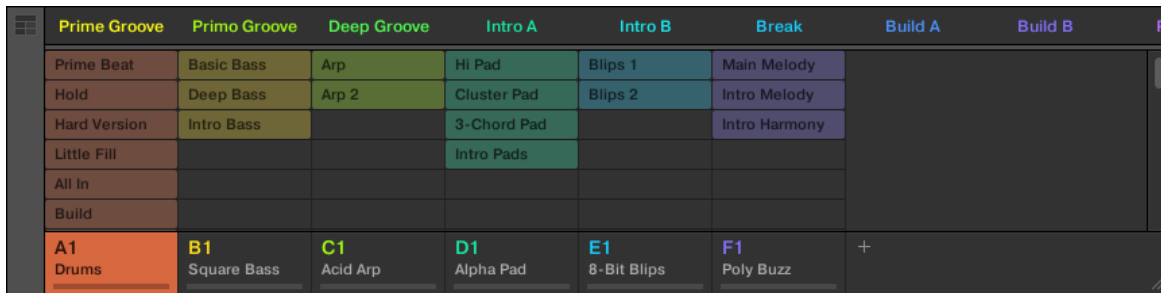 Prime Groove Primo Groove Deep Groove Intro A Intro B Break Build A Build B
Prime Beat Basic Bass Arp Hi Pad Blips 1 Main Melody
Hold Deep Bass Arp 2 Cluster Pad Blips 2 Intro Melody
Hard Version Intro Bass 3-Chord Pad Intro Harmony
Little Fill Intro Pads
All In
Build
A1 B1 C1 D1 E1 F1 +
Drums Square Bass Acid Arp Alpha Pad 8-Bit Blips Poly Buzz